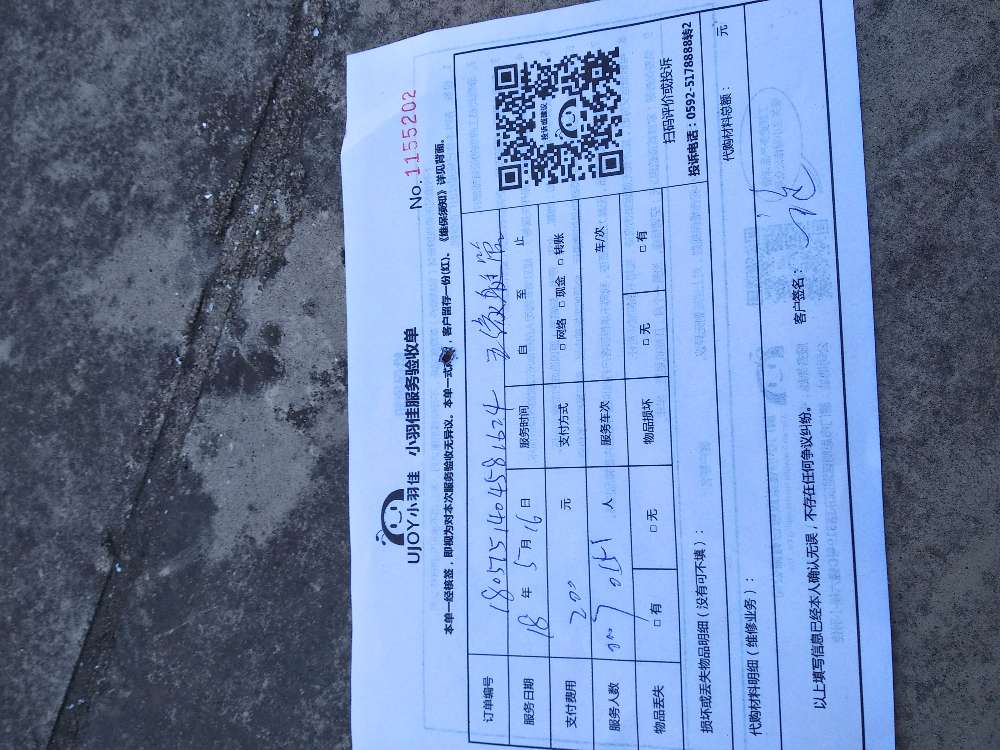 UJOY小羽佳 小羽佳服务验收单
No. 1155202
本单一经核签，即视为对本次服务验收无异议。本单一式 ，客户留存一份(红)、《维保须知》详见背面。
订单编号 1805151404581624
服务日期 18 年 5 月 16 日 服务时间 自 至 止
支付费用 200 元 支付方式 □ 网络 □ 现金 □ 转账
服务人数 人 服务车次 车/次
物品丢失 □ 有 □ 无 物品损坏 □ 无 □ 有
投诉或建议
扫码评价或投诉
投诉电话：0592-5178888转2
损坏或丢失物品明细（没有可不填）：
代购材料明细（维修业务）： 代购材料总额： 元
以上填写信息已经本人确认无误，不存在任何争议纠纷。 客户签名：